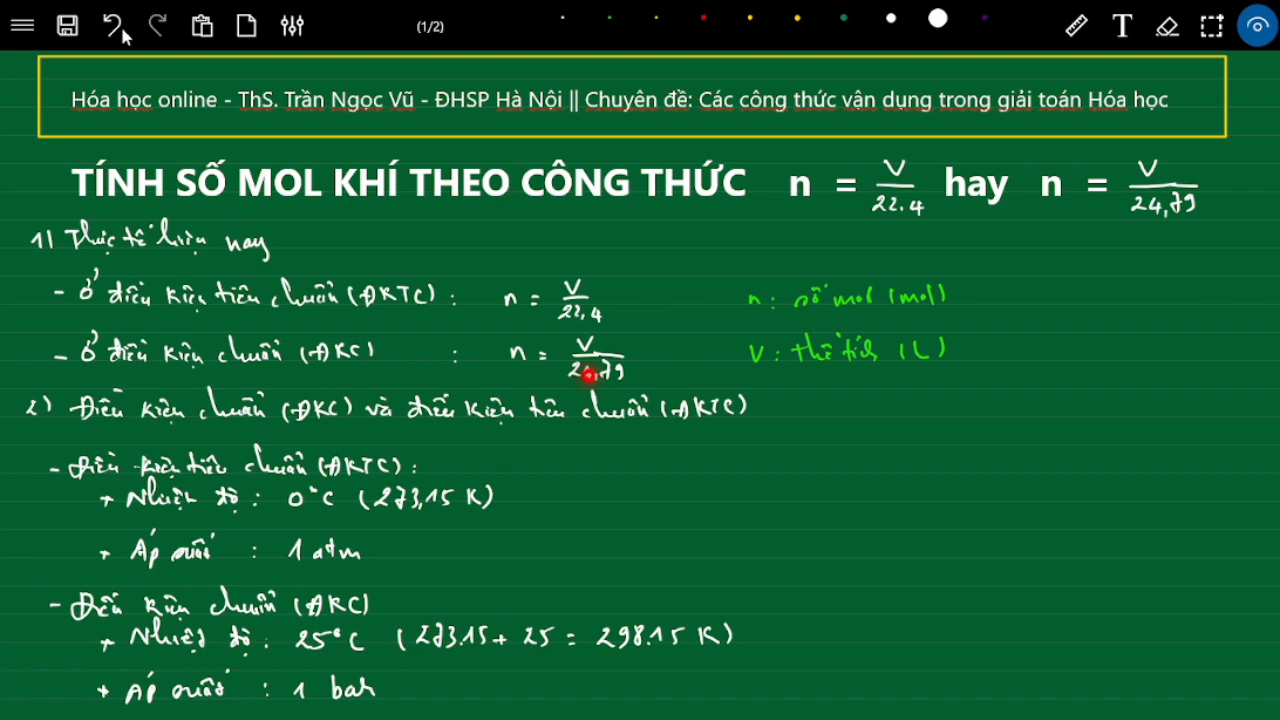 (1/2)
T
Hóa học online - ThS. Trần Ngọc Vũ - ĐHSP Hà Nội || Chuyên đề: Các công thức vận dụng trong giải toán Hóa học
TÍNH SỐ MOL KHÍ THEO CÔNG THỨC n = V/22.4 hay n = V/24,79
1) Thực tế hiện nay
- Ở điều kiện tiêu chuẩn (ĐKTC) : n = V/22,4 n : số mol (mol)
- Ở điều kiện chuẩn (ĐKC) : n = V/24,79 V : thể tích (L)
2) Điều kiện chuẩn (ĐKC) và điều kiện tiêu chuẩn (ĐKTC)
- Điều kiện tiêu chuẩn (ĐKTC) :
+ Nhiệt độ : 0°C (273,15 K)
+ Áp suất : 1 atm
- Điều kiện chuẩn (ĐKC)
+ Nhiệt độ : 25°C (273.15 + 25 = 298.15 K)
+ Áp suất : 1 bar